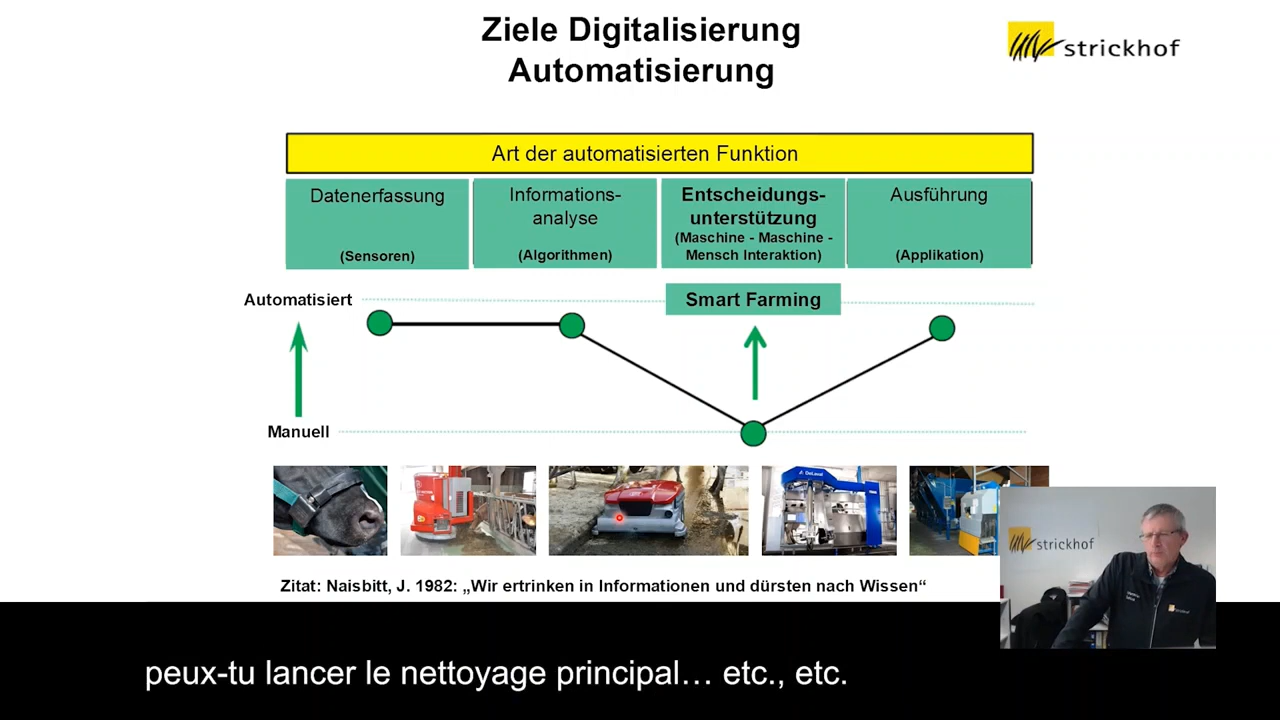 Ziele Digitalisierung
Automatisierung
strickhof
Art der automatisierten Funktion
Datenerfassung
(Sensoren)
Informations-
analyse
(Algorithmen)
Entscheidungs-
unterstützung
(Maschine - Maschine -
Mensch Interaktion)
Ausführung
(Applikation)
Automatisiert
Smart Farming
Manuell
DeLaval
strickhof
Zitat: Naisbitt, J. 1982: „Wir ertrinken in Informationen und dürsten nach Wissen“
peux-tu lancer le nettoyage principal… etc., etc.